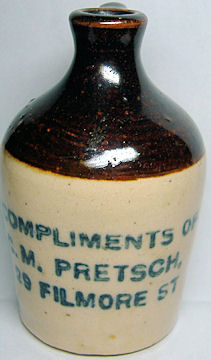 COMPLIMENTS OF
M. PRETSCH,
29 FILMORE ST